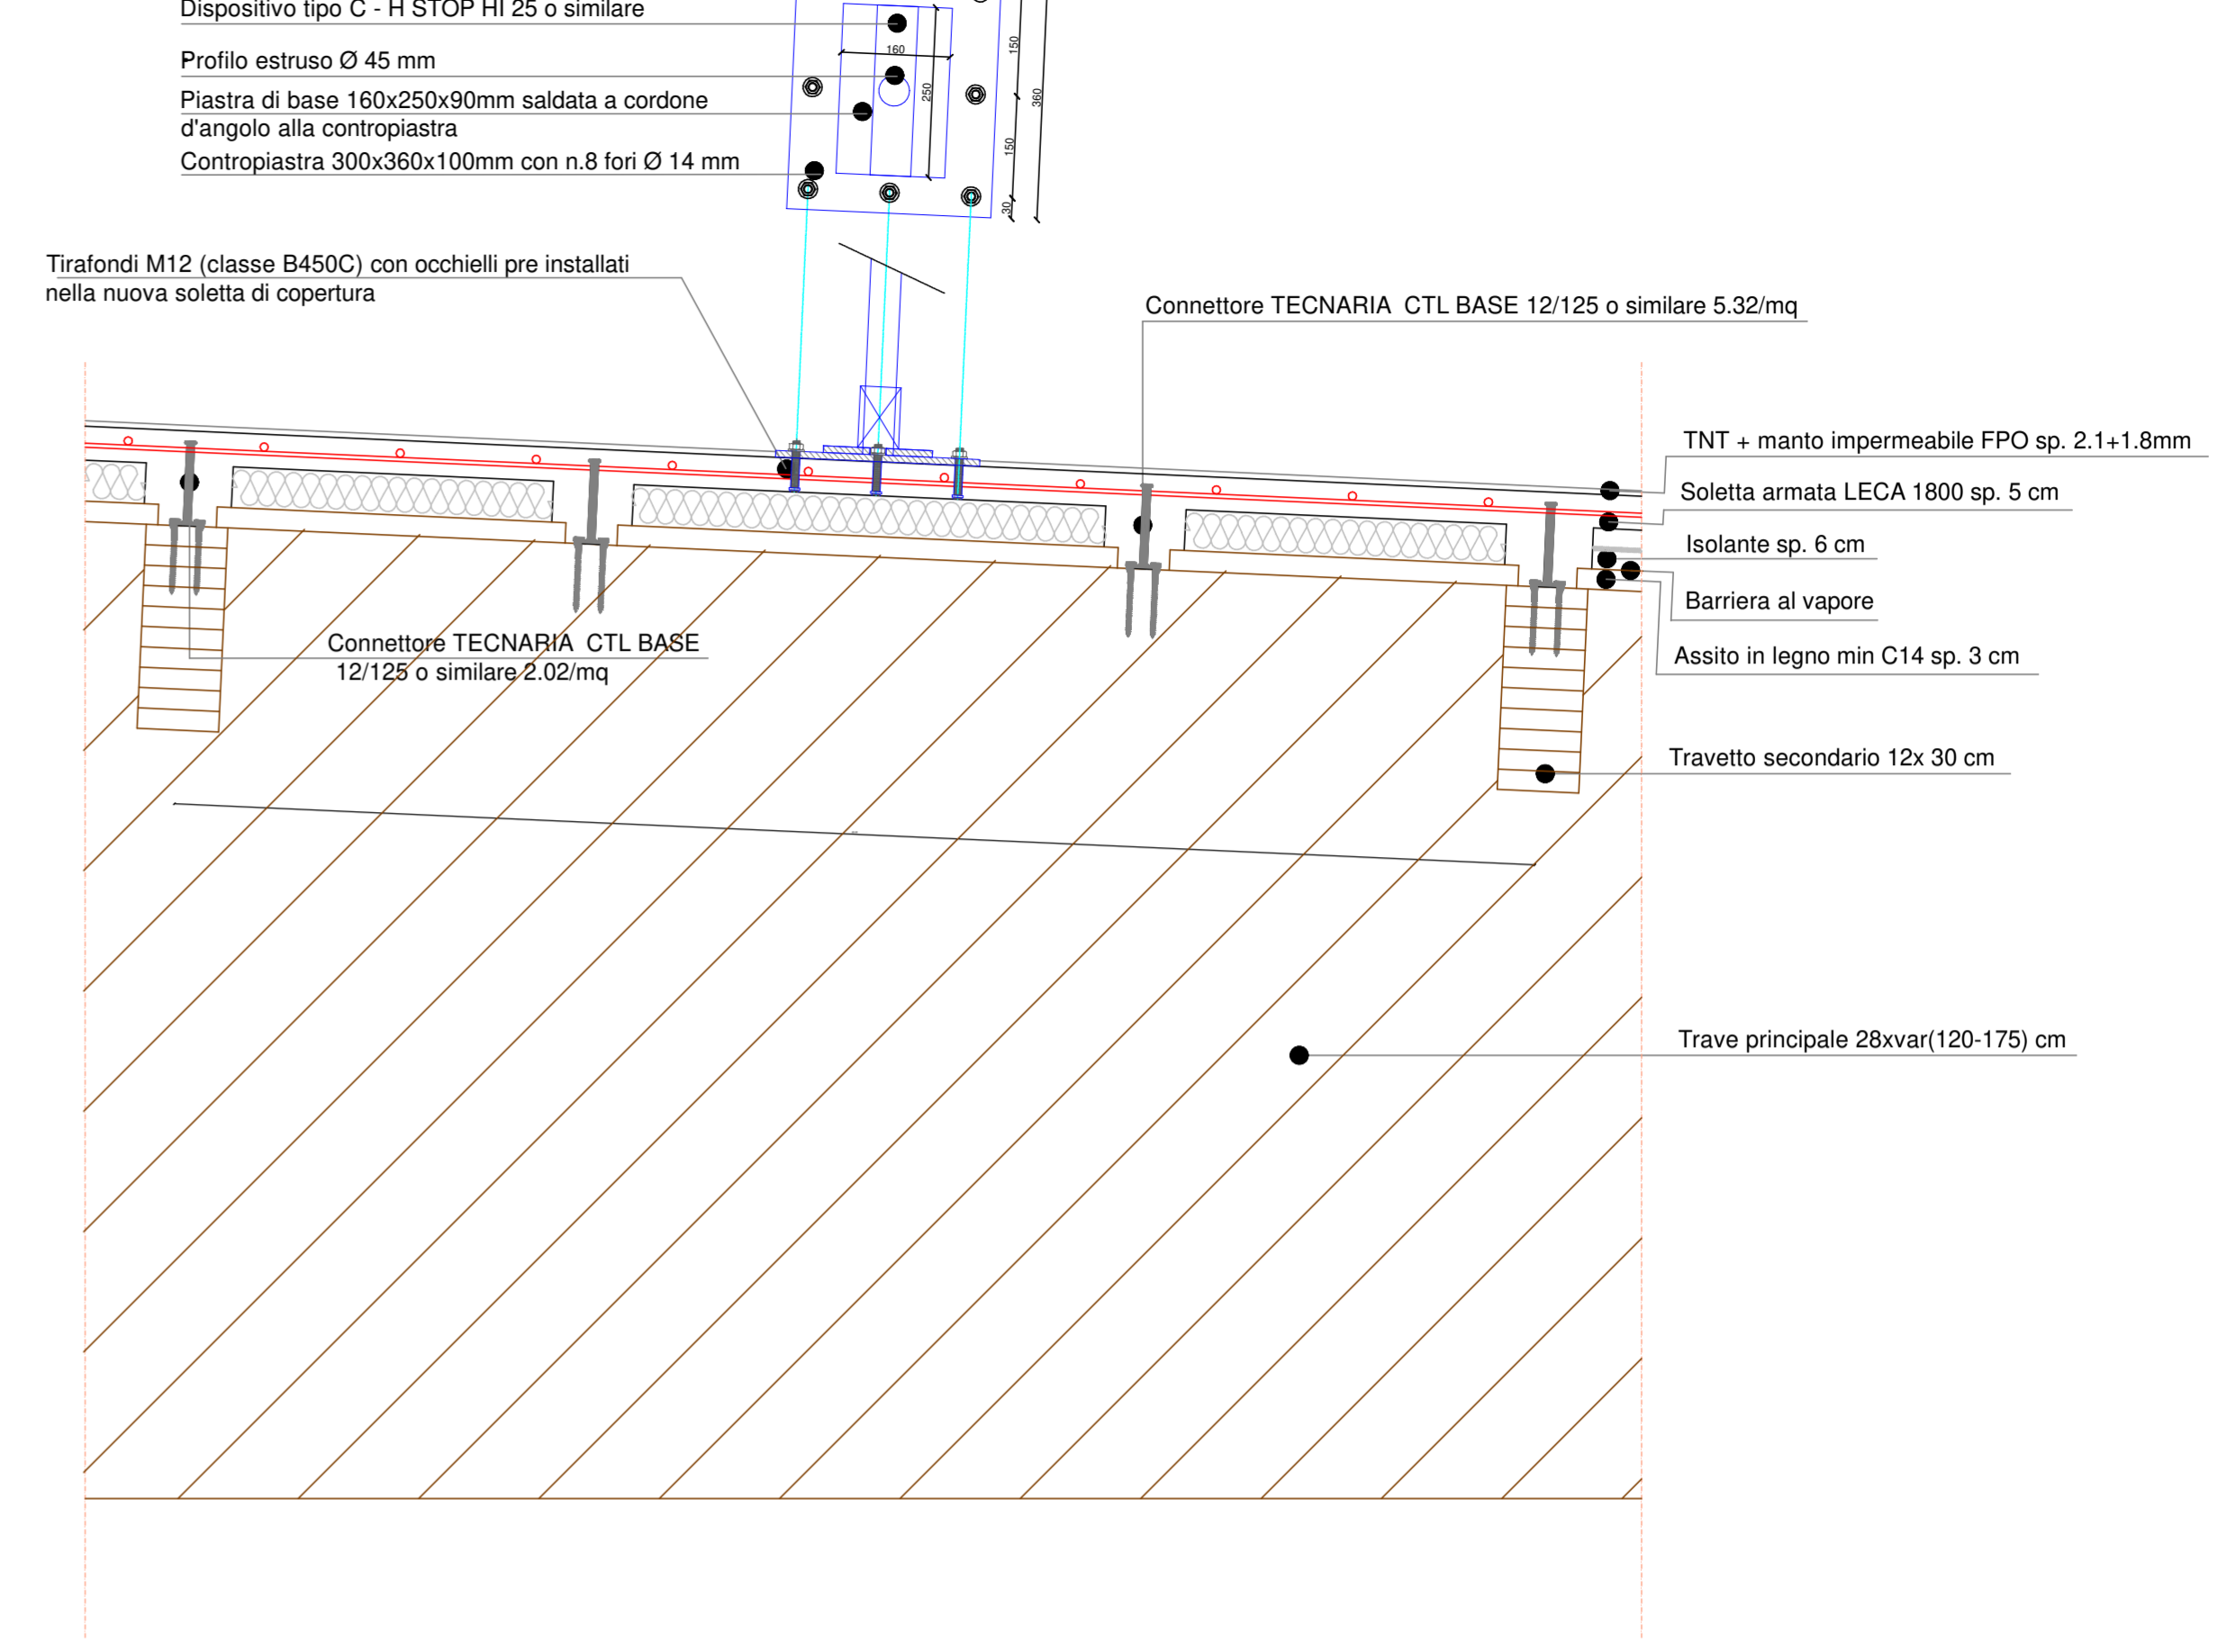 Dispositivo tipo C - H STOP HI 25 o similare
Profilo estruso Ø 45 mm
Piastra di base 160x250x90mm saldata a cordone
d'angolo alla contropiastra
Contropiastra 300x360x100mm con n.8 fori Ø 14 mm
160
250
150
150
30
360
Tirafondi M12 (classe B450C) con occhielli pre installati
nella nuova soletta di copertura
Connettore TECNARIA CTL BASE 12/125 o similare 5.32/mq
TNT + manto impermeabile FPO sp. 2.1+1.8mm
Soletta armata LECA 1800 sp. 5 cm
Isolante sp. 6 cm
Barriera al vapore
Assito in legno min C14 sp. 3 cm
Connettore TECNARIA CTL BASE
12/125 o similare 2.02/mq
Travetto secondario 12x 30 cm
Trave principale 28xvar(120-175) cm